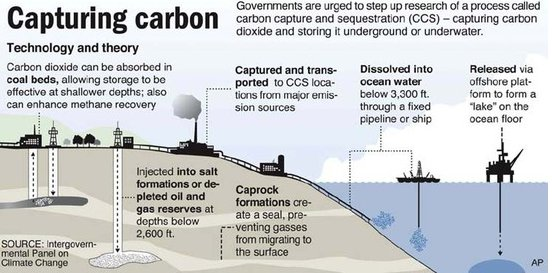 Capturing carbon
Governments are urged to step up research of a process called
carbon capture and sequestration (CCS) – capturing carbon
dioxide and storing it underground or underwater.
Technology and theory
Carbon dioxide can be absorbed in
coal beds, allowing storage to be
effective at shallower depths; also
can enhance methane recovery
Captured and trans-
ported to CCS loca-
tions from major emis-
sion sources
Dissolved into
ocean water
below 3,300 ft.
through a fixed
pipeline or ship
Released via
offshore plat-
form to form a
“lake” on the
ocean floor
Injected into salt
formations or de-
pleted oil and
gas reserves at
depths below
2,600 ft.
Caprock
formations cre-
ate a seal, pre-
venting gasses
from migrating to
the surface
SOURCE: Intergovern-
mental Panel on
Climate Change
AP